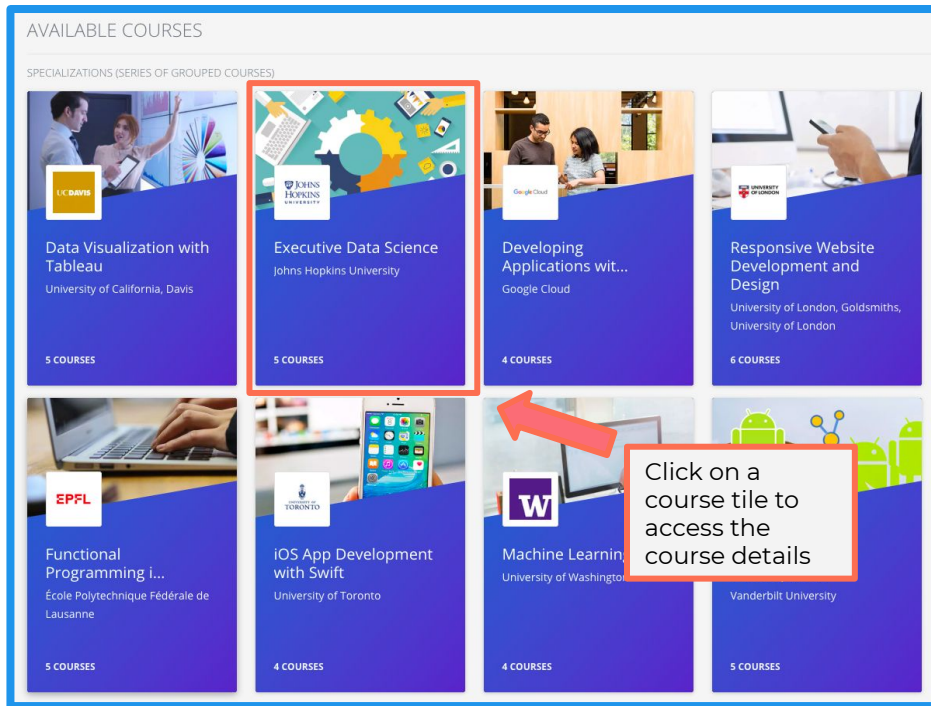 AVAILABLE COURSES
SPECIALIZATIONS (SERIES OF GROUPED COURSES)
UCDAVIS
Data Visualization with
Tableau
University of California, Davis
5 COURSES
JOHNS
HOPKINS
UNIVERSITY
Executive Data Science
Johns Hopkins University
5 COURSES
Google Cloud
Developing
Applications wit...
Google Cloud
4 COURSES
UNIVERSITY
OF LONDON
Responsive Website
Development and
Design
University of London, Goldsmiths,
University of London
6 COURSES
EPFL
Functional
Programming i...
École Polytechnique Fédérale de
Lausanne
5 COURSES
UNIVERSITY OF
TORONTO
iOS App Development
with Swift
University of Toronto
4 COURSES
W
Machine Learning
University of Washington
4 COURSES
Click on a
course tile to
access the
course details
Vanderbilt University
5 COURSES